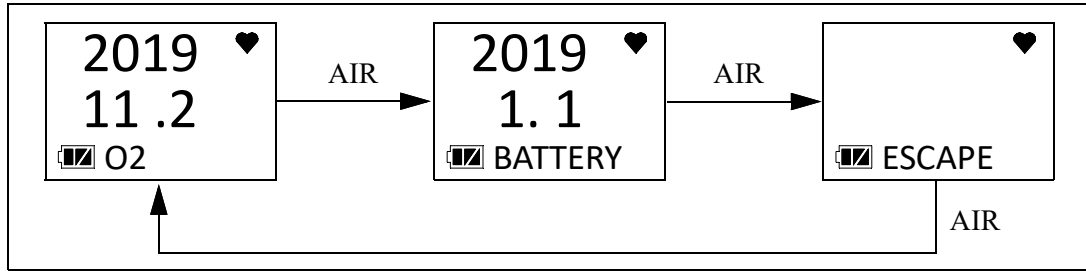 2019
11 .2
O2
AIR
2019
1. 1
BATTERY
AIR
ESCAPE
AIR